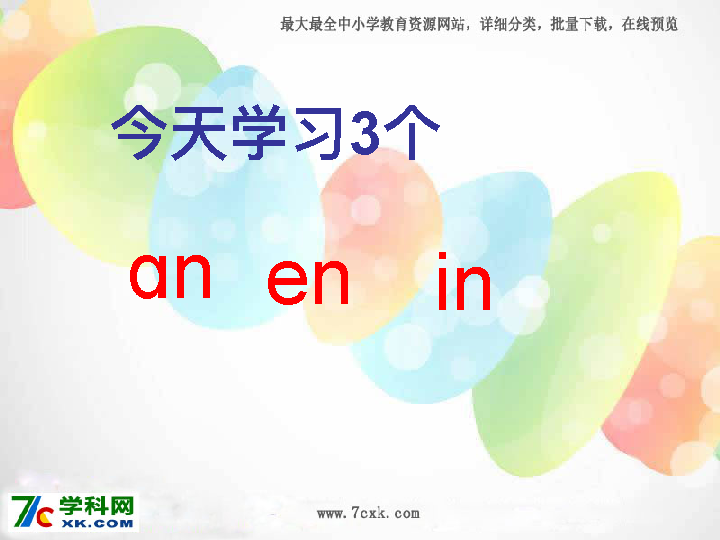 最大最全中小学教育资源网站，详细分类，批量下载，在线预览
今天学习3个
ɑn en in
7c 学科网
XK.COM
www.7cxk.com